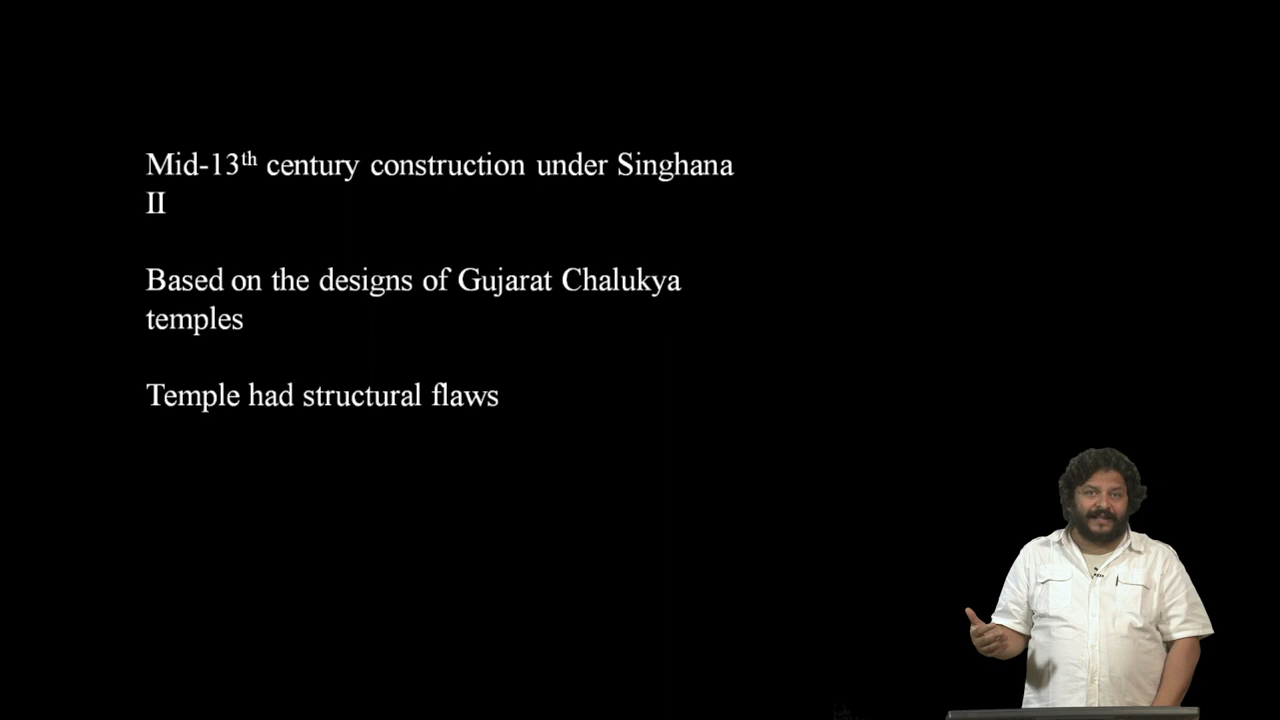 Mid-13th century construction under Singhana
II
Based on the designs of Gujarat Chalukya
temples
Temple had structural flaws